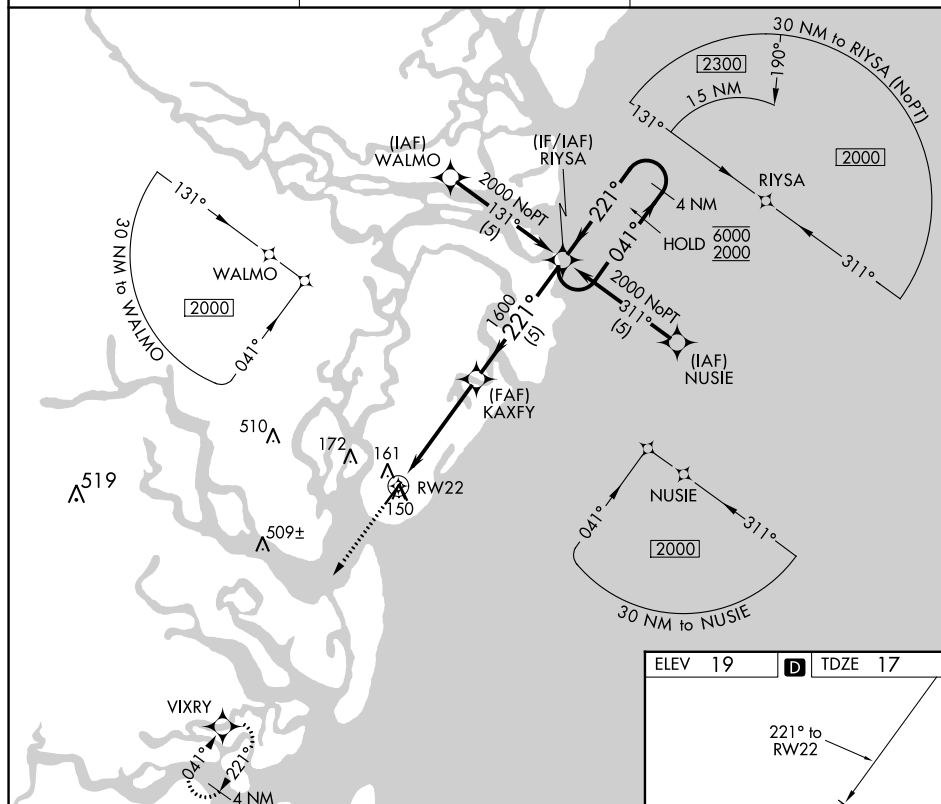 30 NM to RIYSA (NoPT)
2300
190°
15 NM
131°
2000
RIYSA
311°
(IAF)
WALMO
(IF/IAF)
RIYSA
2000 NoPT
131°
(5)
221°
041°
4 NM
HOLD 6000
2000
2000 NoPT
311°
(5)
(IAF)
NUSIE
131°
WALMO
2000
30 NM to WALMO
041°
1600
221°
(5)
(FAF)
KAXFY
510
172
161
519
RW22
150
509±
NUSIE
041°
311°
2000
30 NM to NUSIE
VIXRY
041°
221°
4 NM
ELEV 19
D
TDZE 17
221° to
RW22